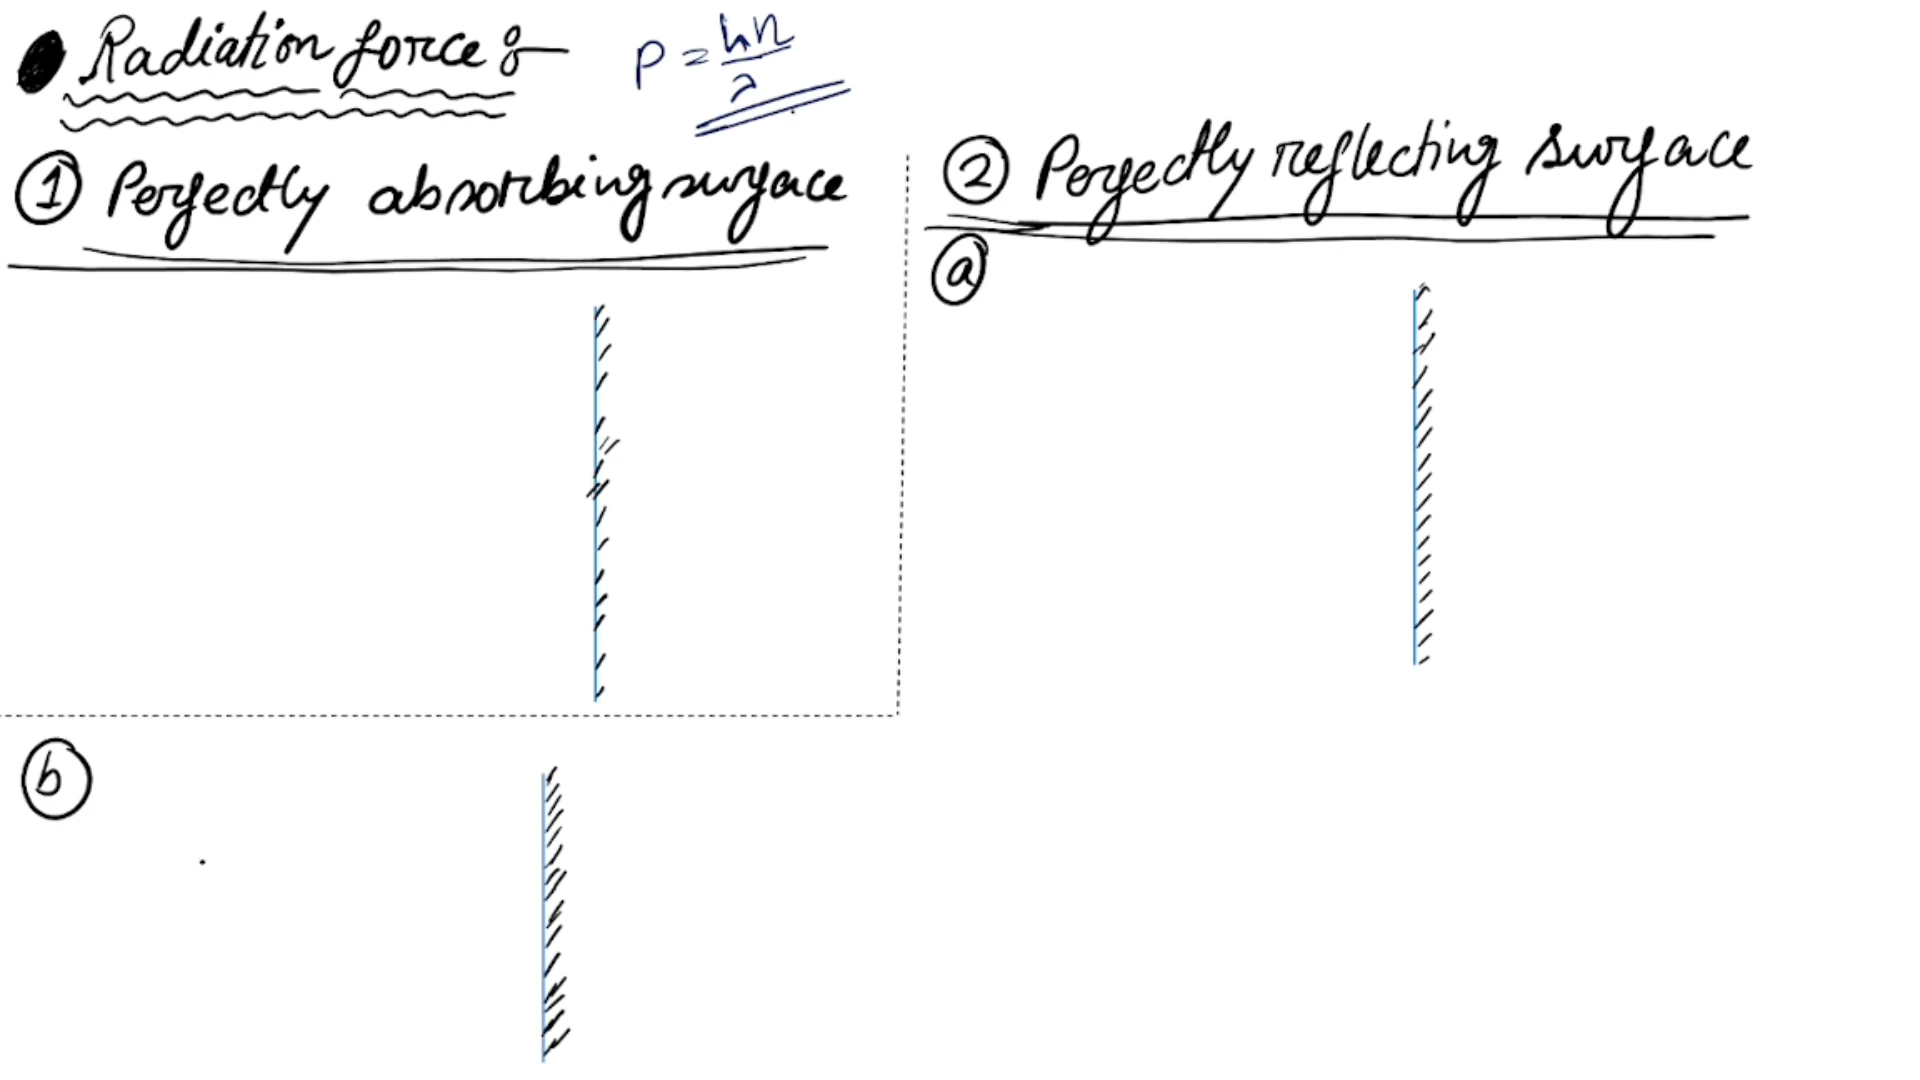 Radiation force :-
P = hn/λ
① Perfectly absorbing surface
② Perfectly reflecting surface
ⓐ
ⓑ